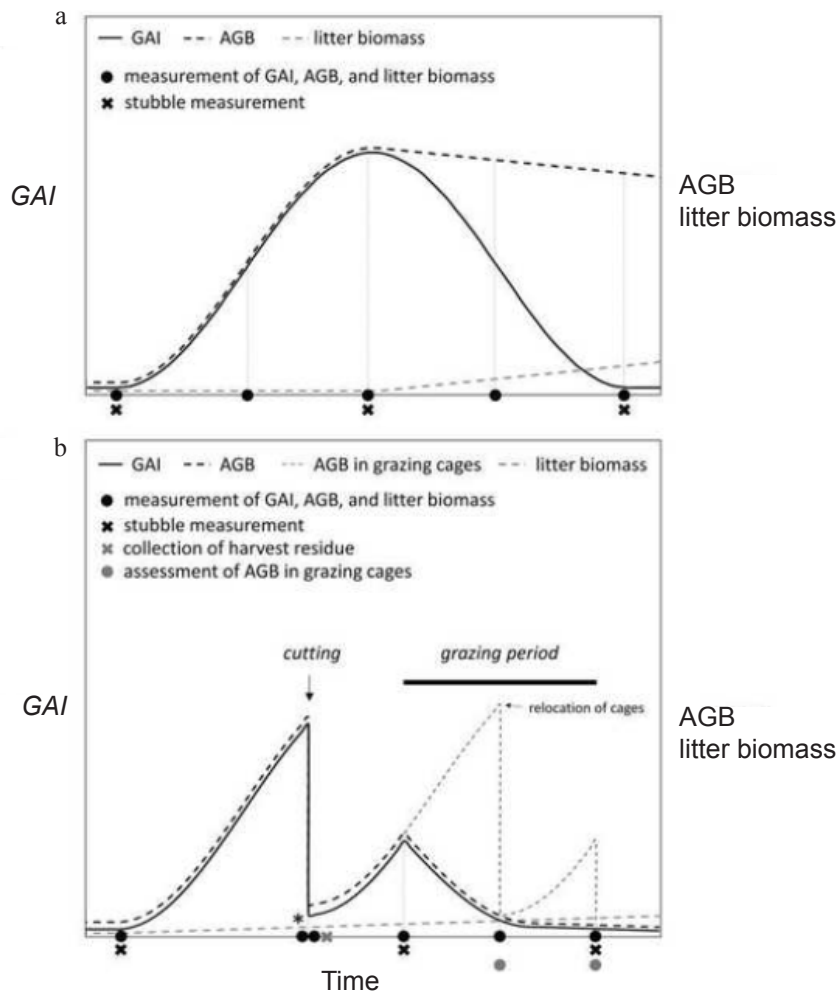 a
GAI AGB litter biomass
measurement of GAI, AGB, and litter biomass
stubble measurement
GAI
AGB
litter biomass
b
GAI AGB AGB in grazing cages litter biomass
measurement of GAI, AGB, and litter biomass
stubble measurement
collection of harvest residue
assessment of AGB in grazing cages
cutting
grazing period
relocation of cages
GAI
AGB
litter biomass
*
Time